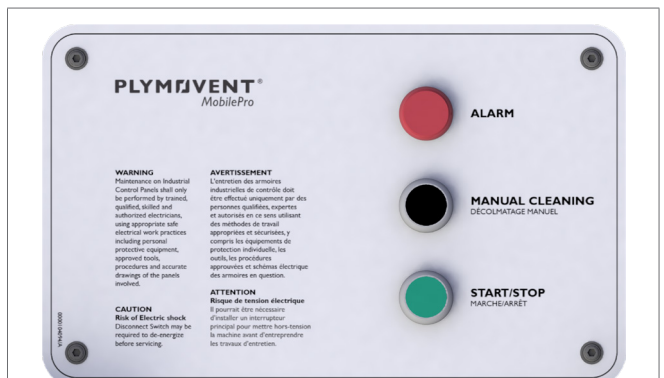 PLYMOVENT®
MobilePro
ALARM
WARNING
Maintenance on Industrial
Control Panels shall only
be performed by trained,
qualified, skilled and
authorized electricians,
using appropriate safe
electrical work practices
including personal
protective equipment,
approved tools,
procedures and accurate
drawings of the panels
involved.
AVERTISSEMENT
L'entretien des armoires
industrielles de contrôle doit
être effectué uniquement par des
personnes qualifiées, expertes
et autorisés en ce sens utilisant
des méthodes de travail
appropriées et sécurisées, y
compris les équipements de
protection individuelle, les
outils, les procédures
approuvées et schémas électrique
des armoires en question.
MANUAL CLEANING
DÉCOLMATAGE MANUEL
CAUTION
Risk of Electric shock
Disconnect Switch may be
required to de-energize
before servicing.
ATTENTION
Risque de tension électrique
Il pourrait être nécessaire
d'installer un interrupteur
principal pour mettre hors-tension
la machine avant d'entreprendre
les travaux d'entretien.
START/STOP
MARCHE/ARRÊT